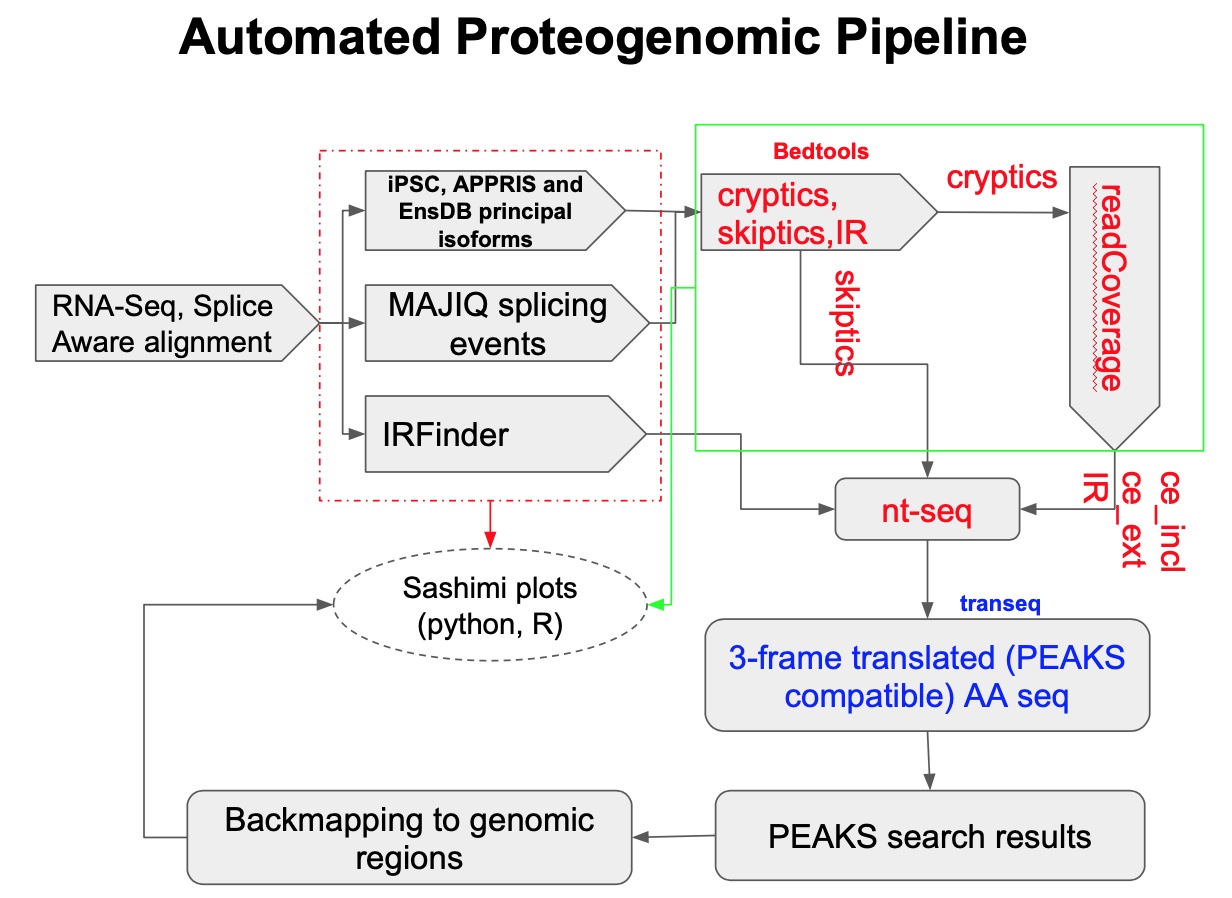 Automated Proteogenomic Pipeline
Bedtools
iPSC, APPRIS and
EnsDB principal
isoforms
cryptics,
skiptics,IR
cryptics
readCoverage
RNA-Seq, Splice
Aware alignment
MAJIQ splicing
events
skiptics
IRFinder
nt-seq
ce_incl
ce_ext
IR
Sashimi plots
(python, R)
transeq
3-frame translated (PEAKS
compatible) AA seq
Backmapping to genomic
regions
PEAKS search results